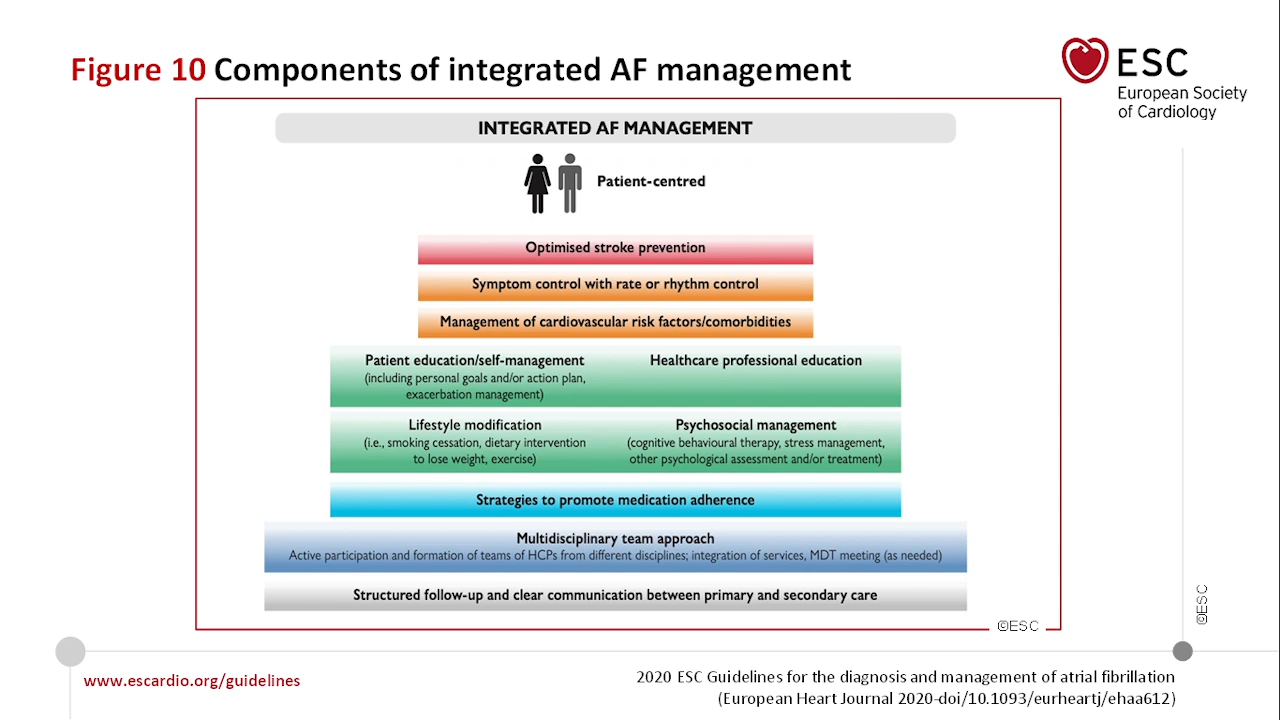 Figure 10 Components of integrated AF management
ESC
European Society
of Cardiology
INTEGRATED AF MANAGEMENT
Patient-centred
Optimised stroke prevention
Symptom control with rate or rhythm control
Management of cardiovascular risk factors/comorbidities
Patient education/self-management
(including personal goals and/or action plan,
exacerbation management)
Healthcare professional education
Lifestyle modification
(i.e., smoking cessation, dietary intervention
to lose weight, exercise)
Psychosocial management
(cognitive behavioural therapy, stress management,
other psychological assessment and/or treatment)
Strategies to promote medication adherence
Multidisciplinary team approach
Active participation and formation of teams of HCPs from different disciplines; integration of services, MDT meeting (as needed)
Structured follow-up and clear communication between primary and secondary care
©ESC
©ESC
www.escardio.org/guidelines
2020 ESC Guidelines for the diagnosis and management of atrial fibrillation
(European Heart Journal 2020-doi/10.1093/eurheartj/ehaa612)